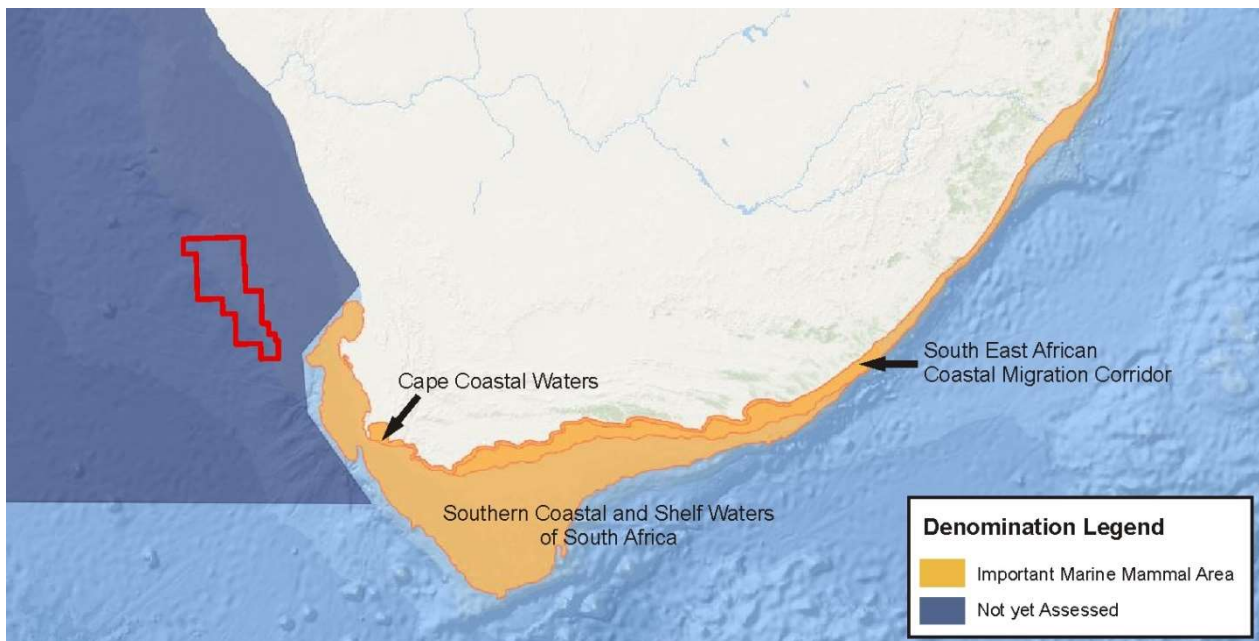 South East African
Coastal Migration Corridor
Cape Coastal Waters
Southern Coastal and Shelf Waters
of South Africa
Denomination Legend
Important Marine Mammal Area
Not yet Assessed